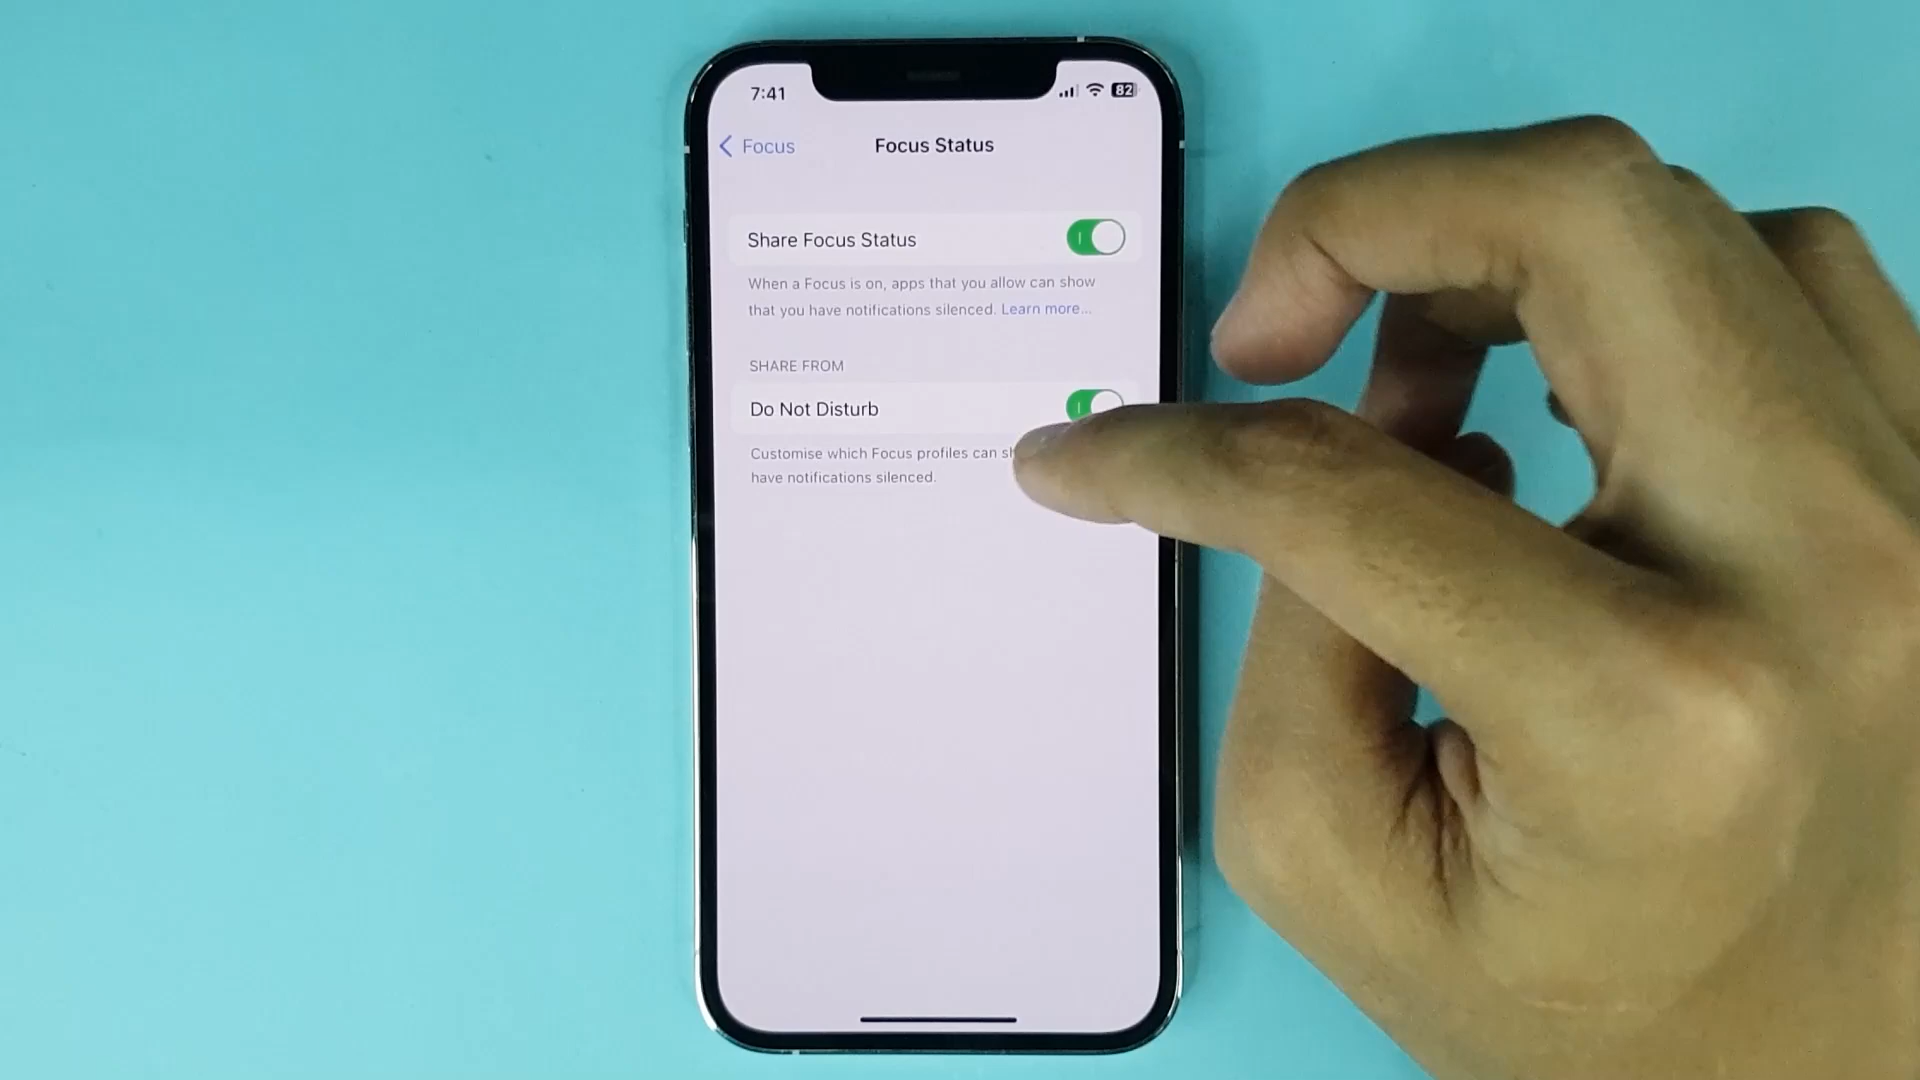 7:41
82
Focus
Focus Status
Share Focus Status
When a Focus is on, apps that you allow can show
that you have notifications silenced. Learn more...
SHARE FROM
Do Not Disturb
Customise which Focus profiles can
have notifications silenced.